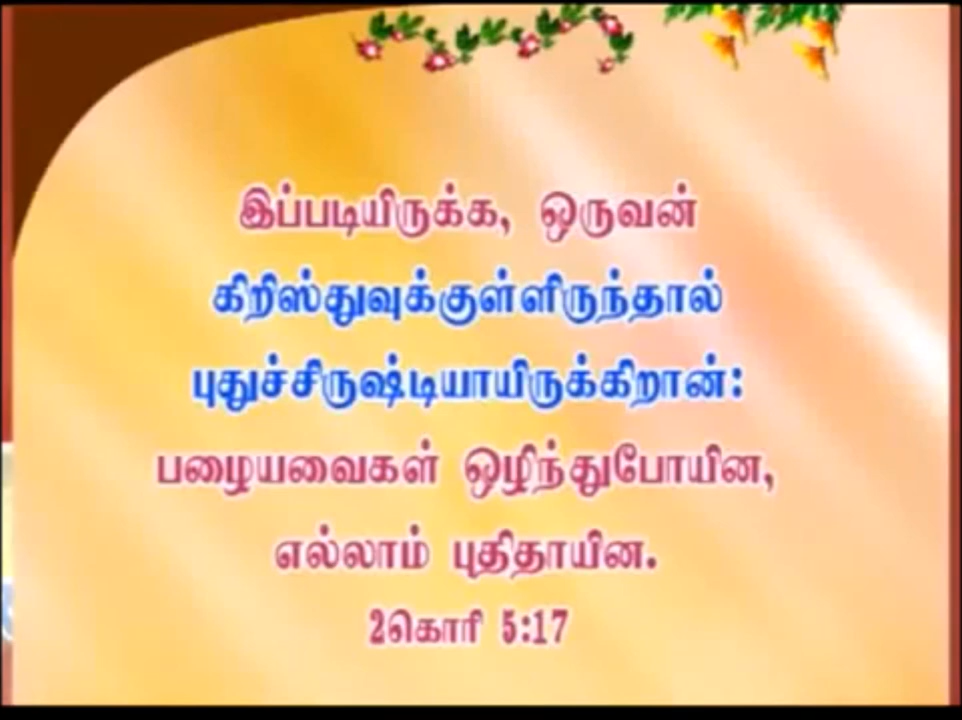 இப்படியிருக்க, ஒருவன்
கிறிஸ்துவுக்குள்ளிருந்தால்
புதுச்சிருஷ்டியாயிருக்கிறான்:
பழையவைகள் ஒழிந்துபோயின,
எல்லாம் புதிதாயின.
2கொரி 5:17